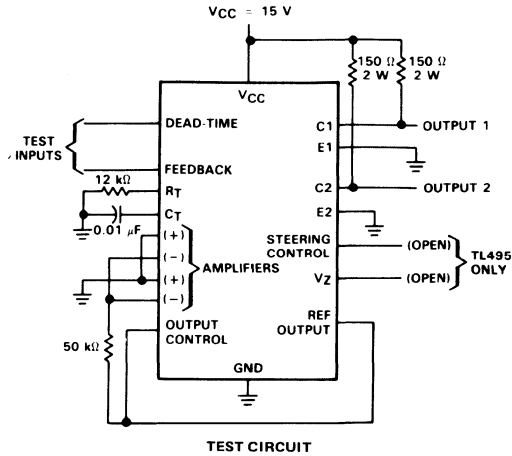 VCC = 15 V
150 Ω
2 W
150 Ω
2 W
VCC
DEAD-TIME
TEST
INPUTS
FEEDBACK
12 kΩ
RT
CT
0.01 μF
(+)
(−)
(+)
(−)
AMPLIFIERS
OUTPUT
CONTROL
50 kΩ
GND
C1
OUTPUT 1
E1
C2
OUTPUT 2
E2
STEERING
CONTROL
(OPEN)
VZ
(OPEN)
TL495
ONLY
REF
OUTPUT
TEST CIRCUIT